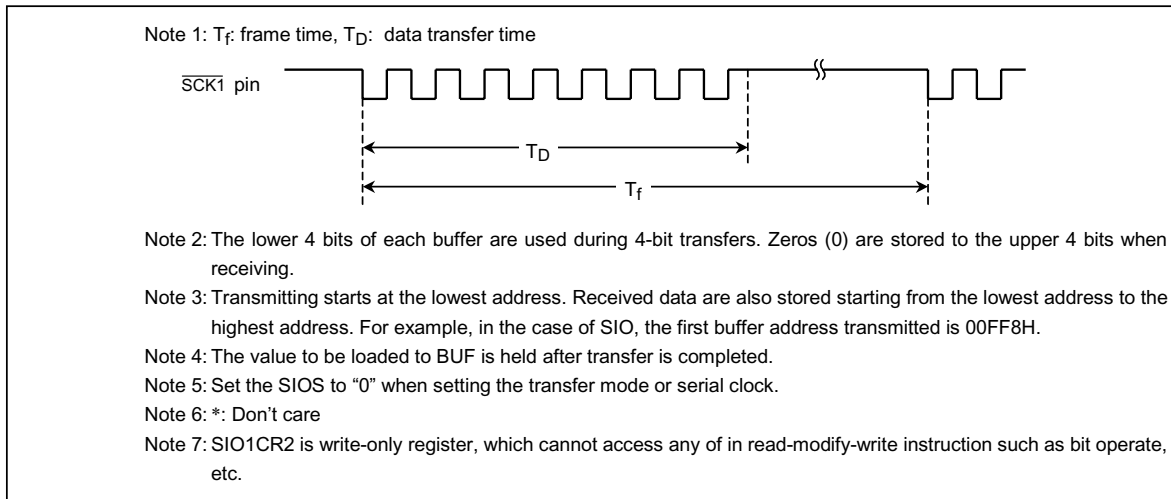 Note 1: Tf: frame time, TD: data transfer time
SCK1 pin
TD
Tf
Note 2: The lower 4 bits of each buffer are used during 4-bit transfers. Zeros (0) are stored to the upper 4 bits when
receiving.
Note 3: Transmitting starts at the lowest address. Received data are also stored starting from the lowest address to the
highest address. For example, in the case of SIO, the first buffer address transmitted is 00FF8H.
Note 4: The value to be loaded to BUF is held after transfer is completed.
Note 5: Set the SIOS to “0” when setting the transfer mode or serial clock.
Note 6: *: Don’t care
Note 7: SIO1CR2 is write-only register, which cannot access any of in read-modify-write instruction such as bit operate,
etc.